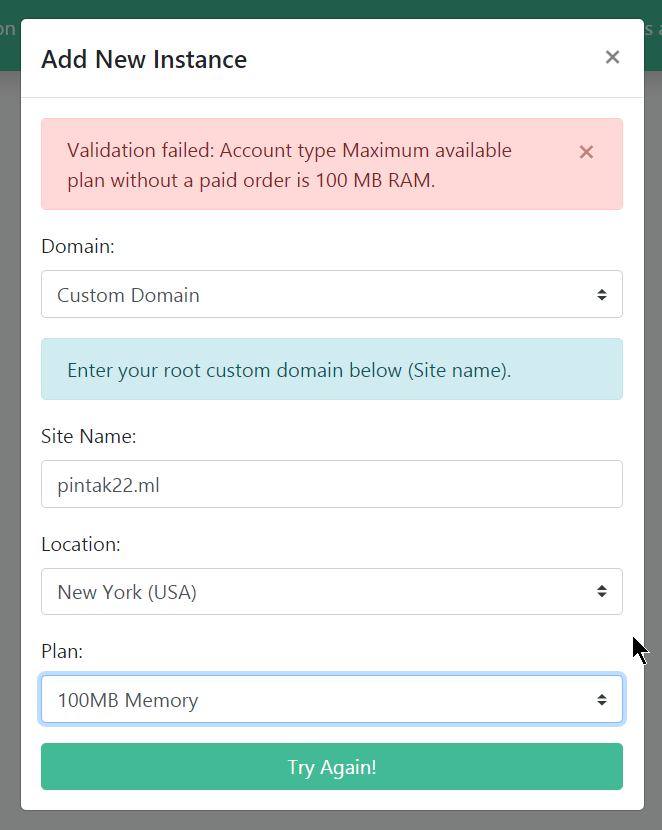 on
s a
Add New Instance
×
Validation failed: Account type Maximum available
plan without a paid order is 100 MB RAM.
×
Domain:
Custom Domain
Enter your root custom domain below (Site name).
Site Name:
pintak22.ml
Location:
New York (USA)
Plan:
100MB Memory
Try Again!